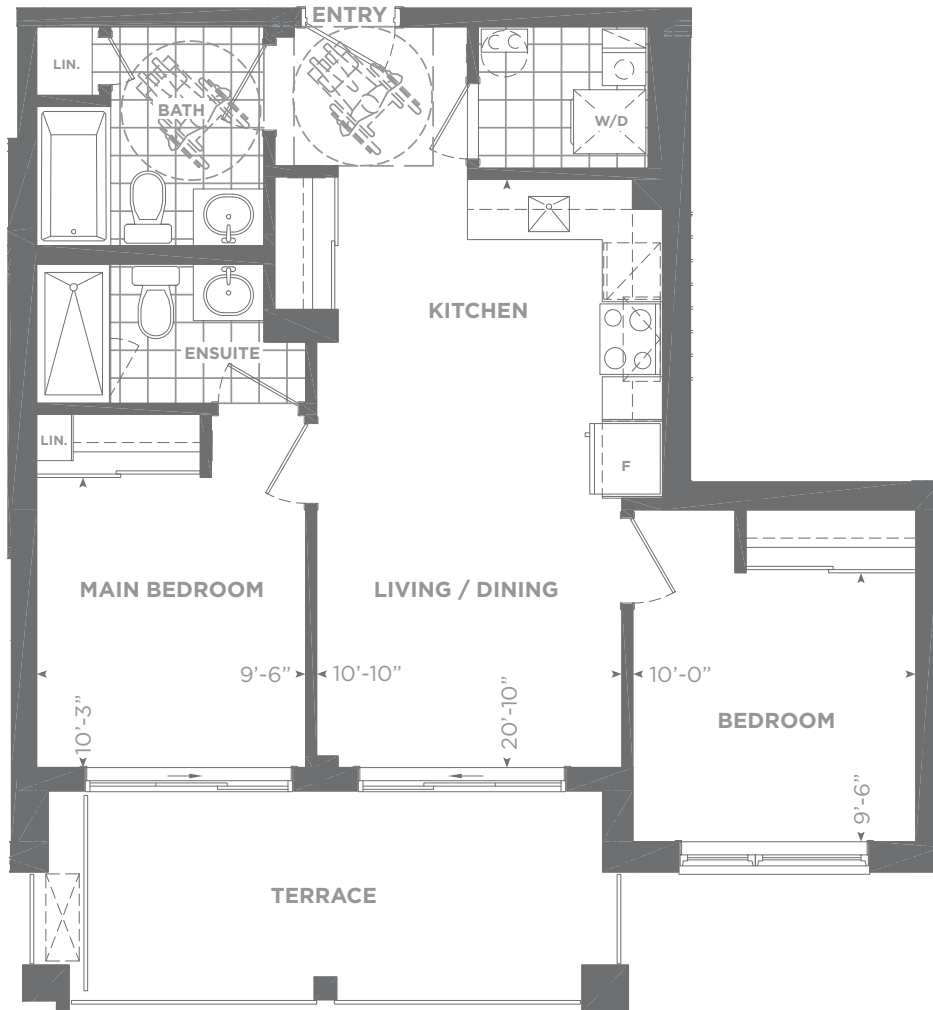 ENTRY
LIN.
BATH
W/D
KITCHEN
ENSUITE
LIN.
F
MAIN BEDROOM
LIVING / DINING
9’-6”
10’-10”
10’-0”
10’-3”
20’-10”
BEDROOM
9’-6”
TERRACE